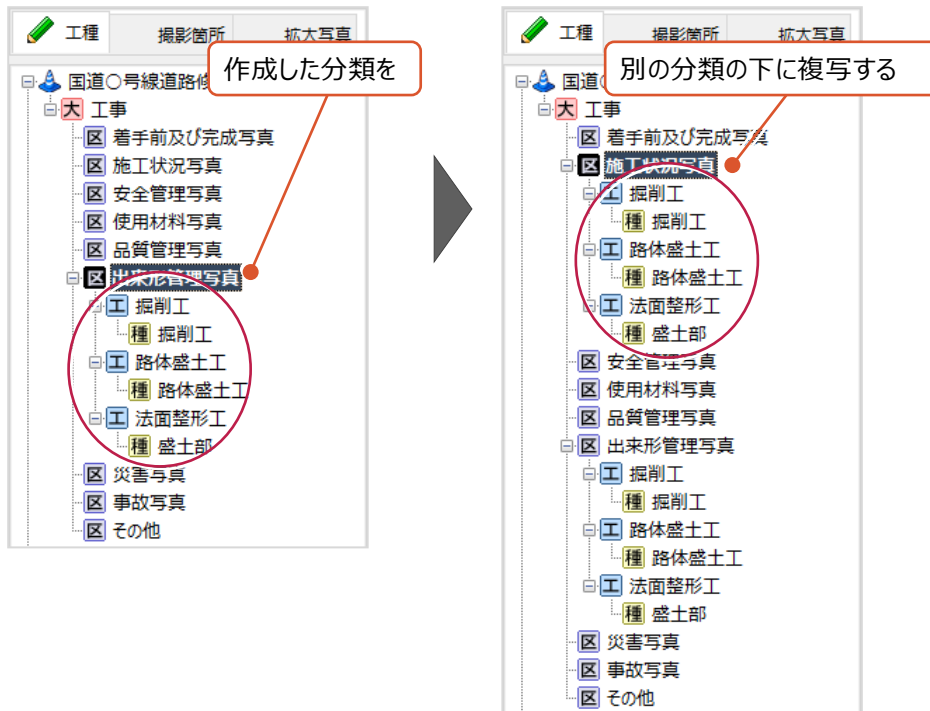 工種 撮影箇所 拡大写真
作成した分類を
国道〇号線道路修
大 工事
区 着手前及び完成写真
区 施工状況写真
区 安全管理写真
区 使用材料写真
区 品質管理写真
区 出来形管理写真
工 掘削工
種 掘削工
工 路体盛土工
種 路体盛土工
工 法面整形工
種 盛土部
区 災害写真
区 事故写真
区 その他
工種 撮影箇所 拡大写真
別の分類の下に複写する
国道
大 工事
区 着手前及び完成写真
区 施工状況写真
工 掘削工
種 掘削工
工 路体盛土工
種 路体盛土工
工 法面整形工
種 盛土部
区 安全管理写真
区 使用材料写真
区 品質管理写真
区 出来形管理写真
工 掘削工
種 掘削工
工 路体盛土工
種 路体盛土工
工 法面整形工
種 盛土部
区 災害写真
区 事故写真
区 その他